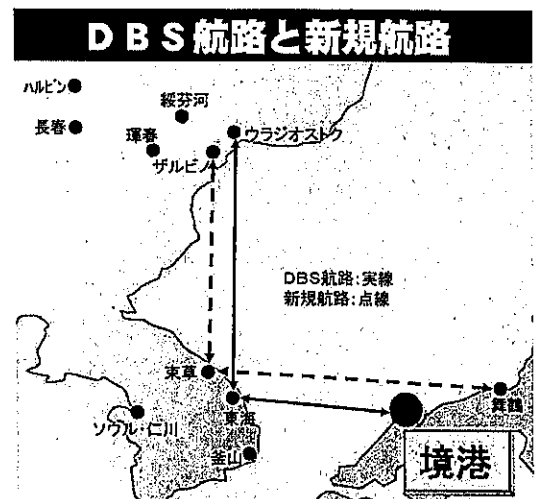 DBS航路と新規航路
ハルビン
綏芬河
長春
琿春
ウラジオストク
ザルビノ
DBS航路:実線
新規航路:点線
束草
舞鶴
東海
ソウル・仁川
釜山
境港